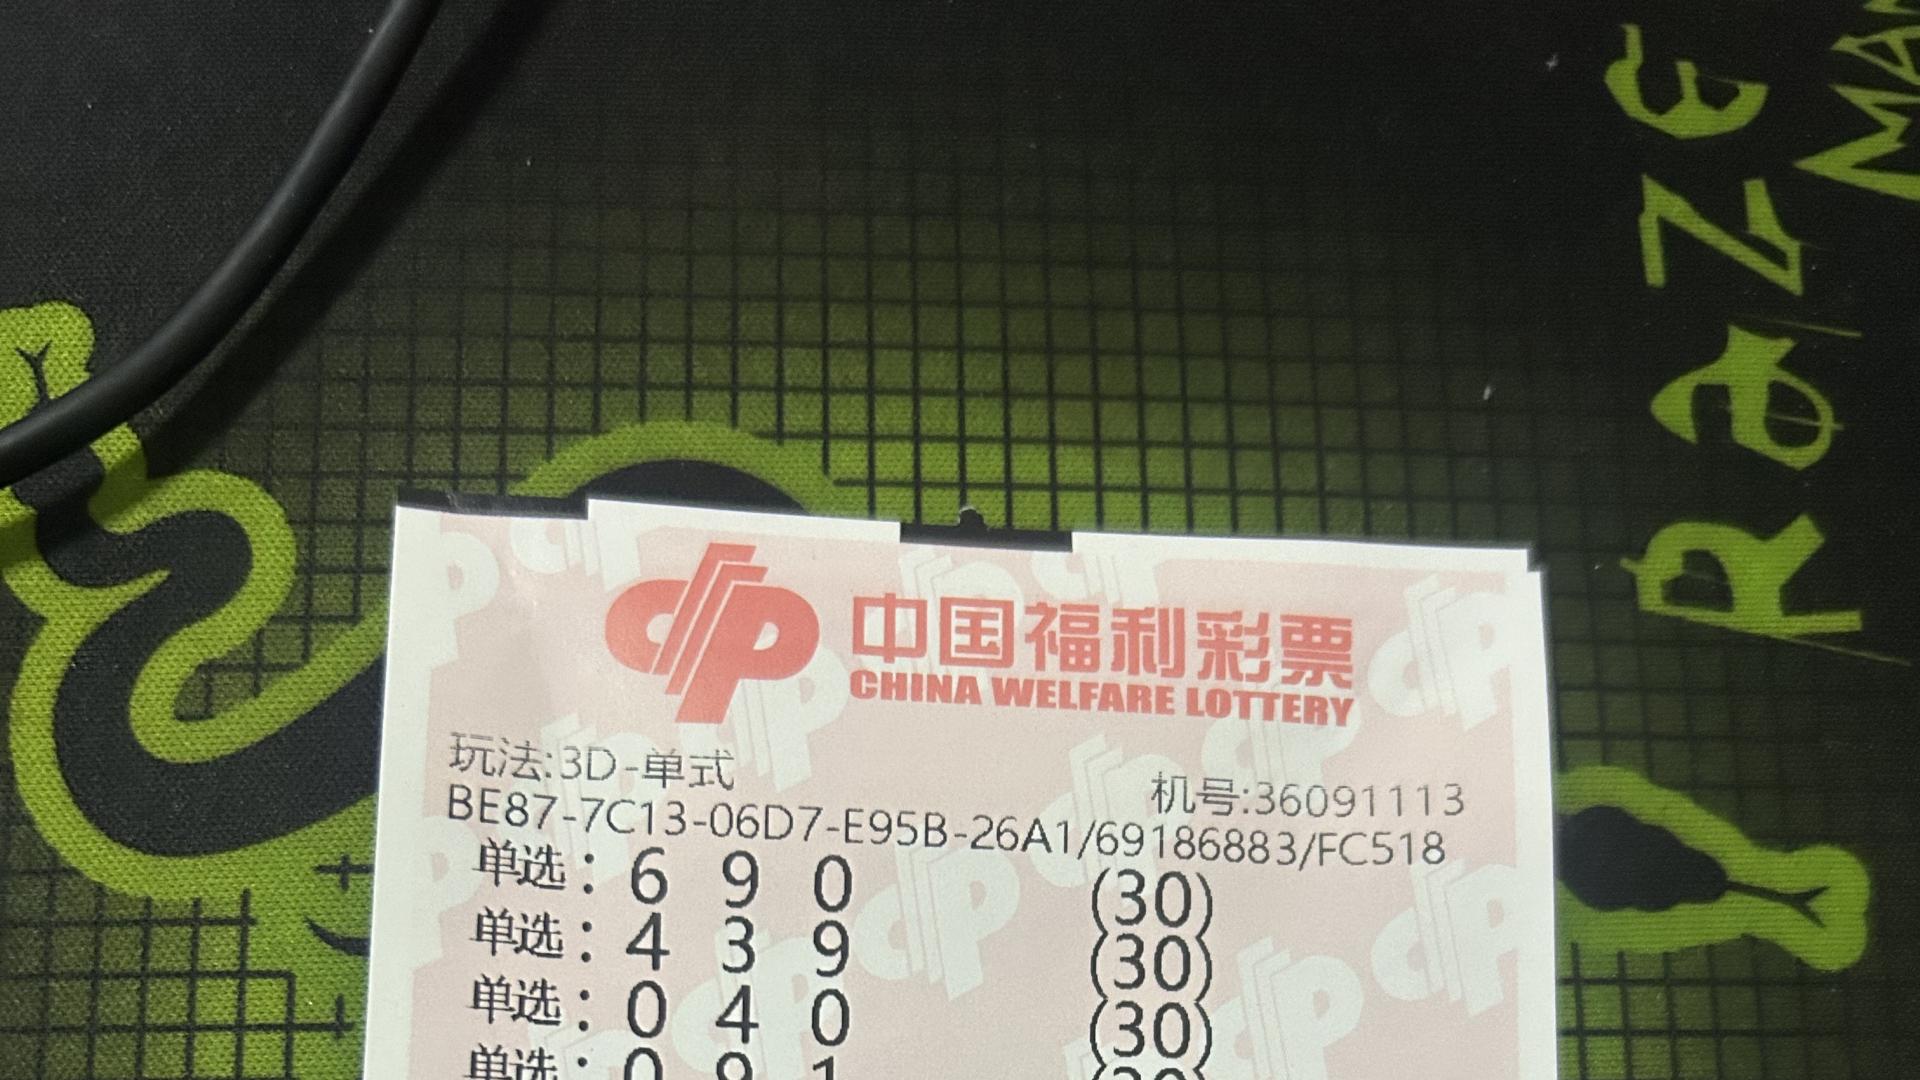 中国福利彩票
CHINA WELFARE LOTTERY
玩法:3D-单式
机号:36091113
BE87-7C13-06D7-E95B-26A1/69186883/FC518
单选: 6 9 0 (30)
单选: 4 3 9 (30)
单选: 0 4 0 (30)
单选: